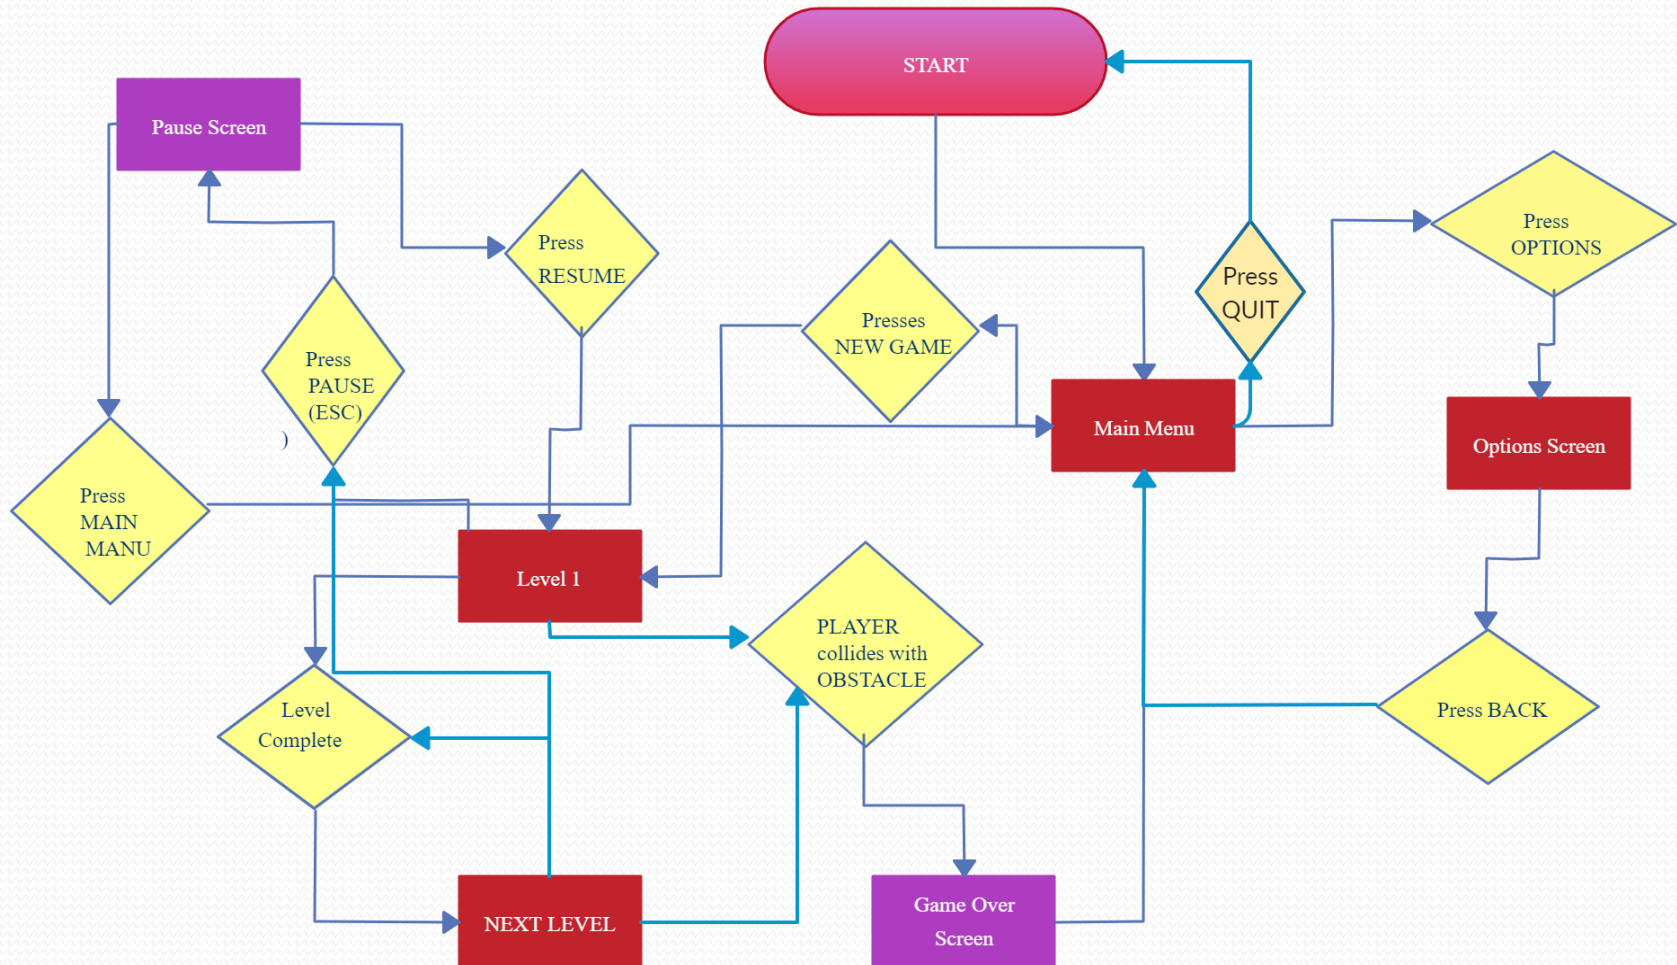 START
Pause Screen
Press
RESUME
Press
OPTIONS
Press
QUIT
Presses
NEW GAME
Press
PAUSE
(ESC)
)
Main Menu
Options Screen
Press
MAIN
MANU
Level 1
PLAYER
collides with
OBSTACLE
Level
Complete
Press BACK
NEXT LEVEL
Game Over
Screen